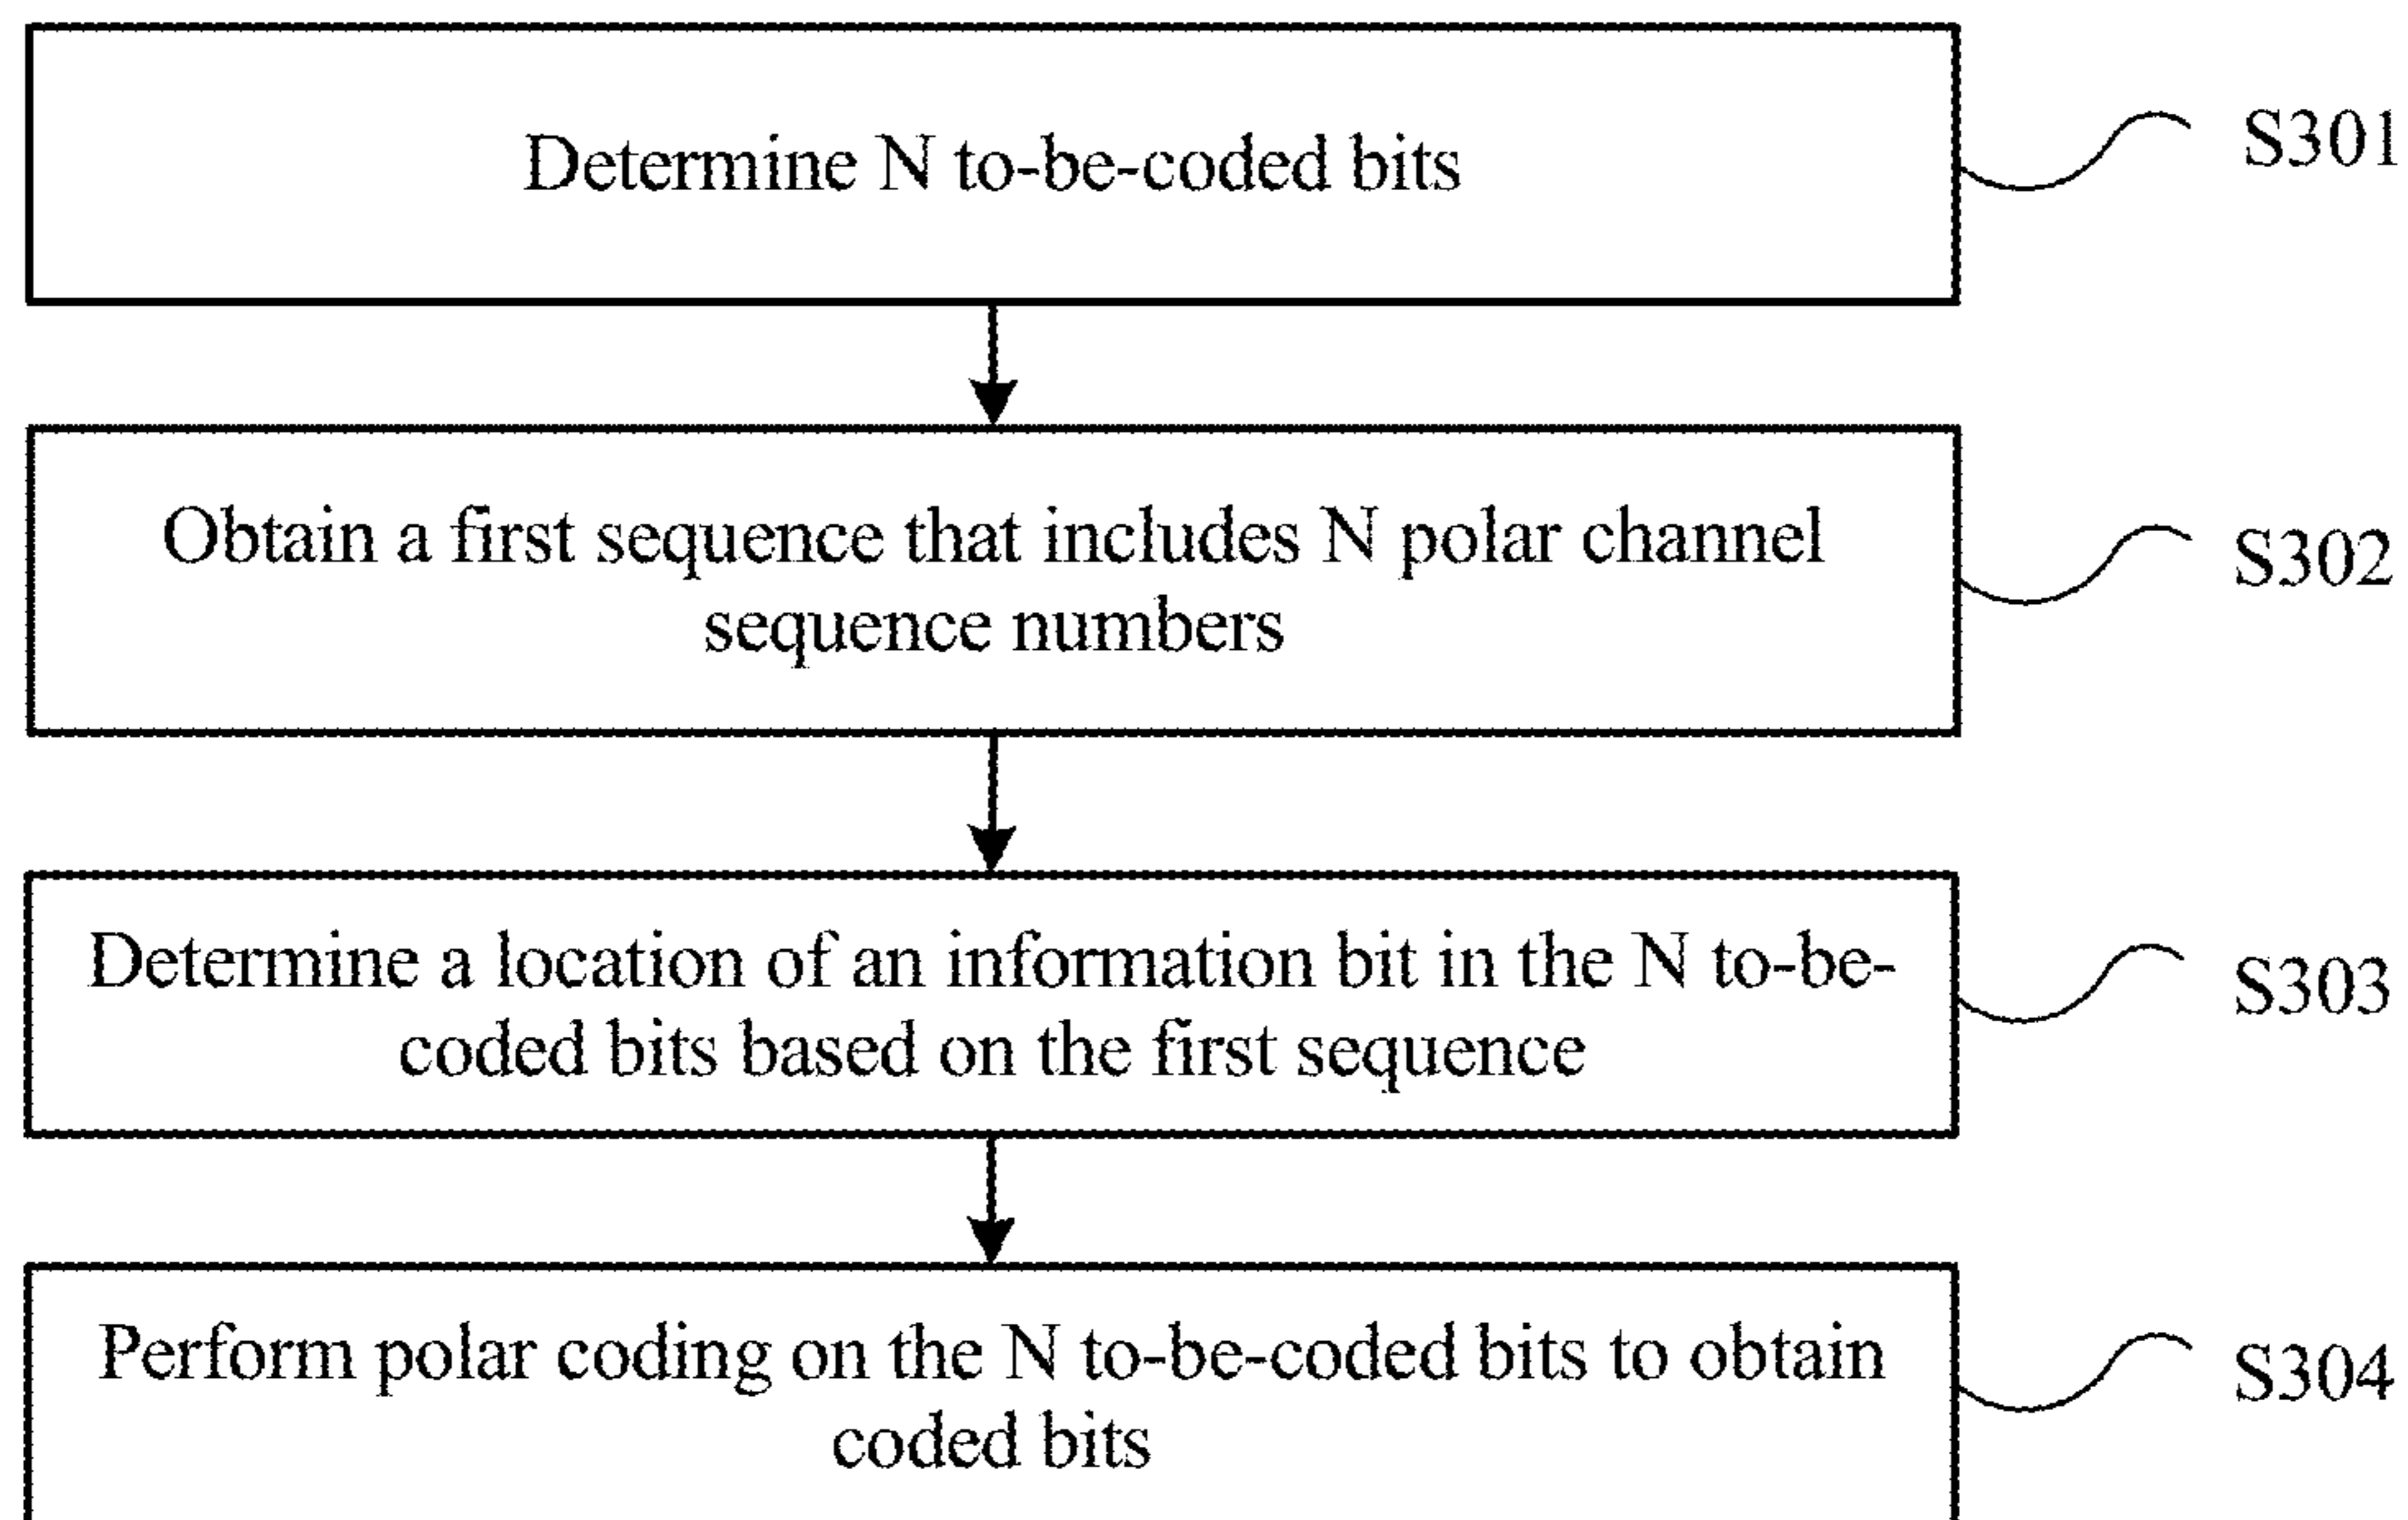 Determine N to-be-coded bits
S301
Obtain a first sequence that includes N polar channel
sequence numbers
S302
Determine a location of an information bit in the N to-be-
coded bits based on the first sequence
S303
Perform polar coding on the N to-be-coded bits to obtain
coded bits
S304